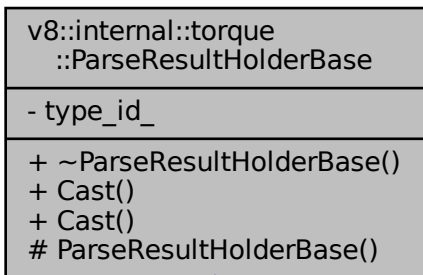 v8::internal::torque
::ParseResultHolderBase
- type_id_
+ ~ParseResultHolderBase()
+ Cast()
+ Cast()
# ParseResultHolderBase()